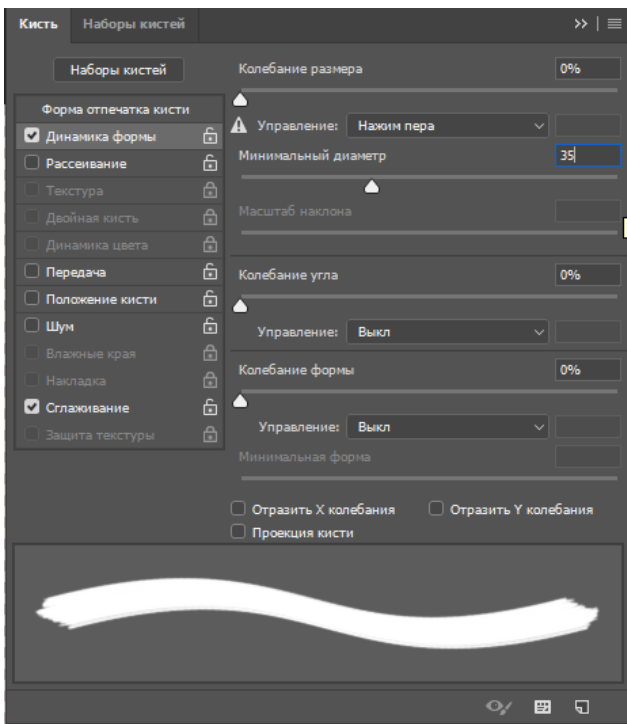 Кисть Наборы кистей
Наборы кистей
Форма отпечатка кисти
Динамика формы
Рассеивание
Текстура
Двойная кисть
Динамика цвета
Передача
Положение кисти
Шум
Влажные края
Накладка
Сглаживание
Защита текстуры
Колебание размера 0%
Управление: Нажим пера
Минимальный диаметр 35
Масштаб наклона
Колебание угла 0%
Управление: Выкл
Колебание формы 0%
Управление: Выкл
Минимальная форма
Отразить X колебания Отразить Y колебания
Проекция кисти